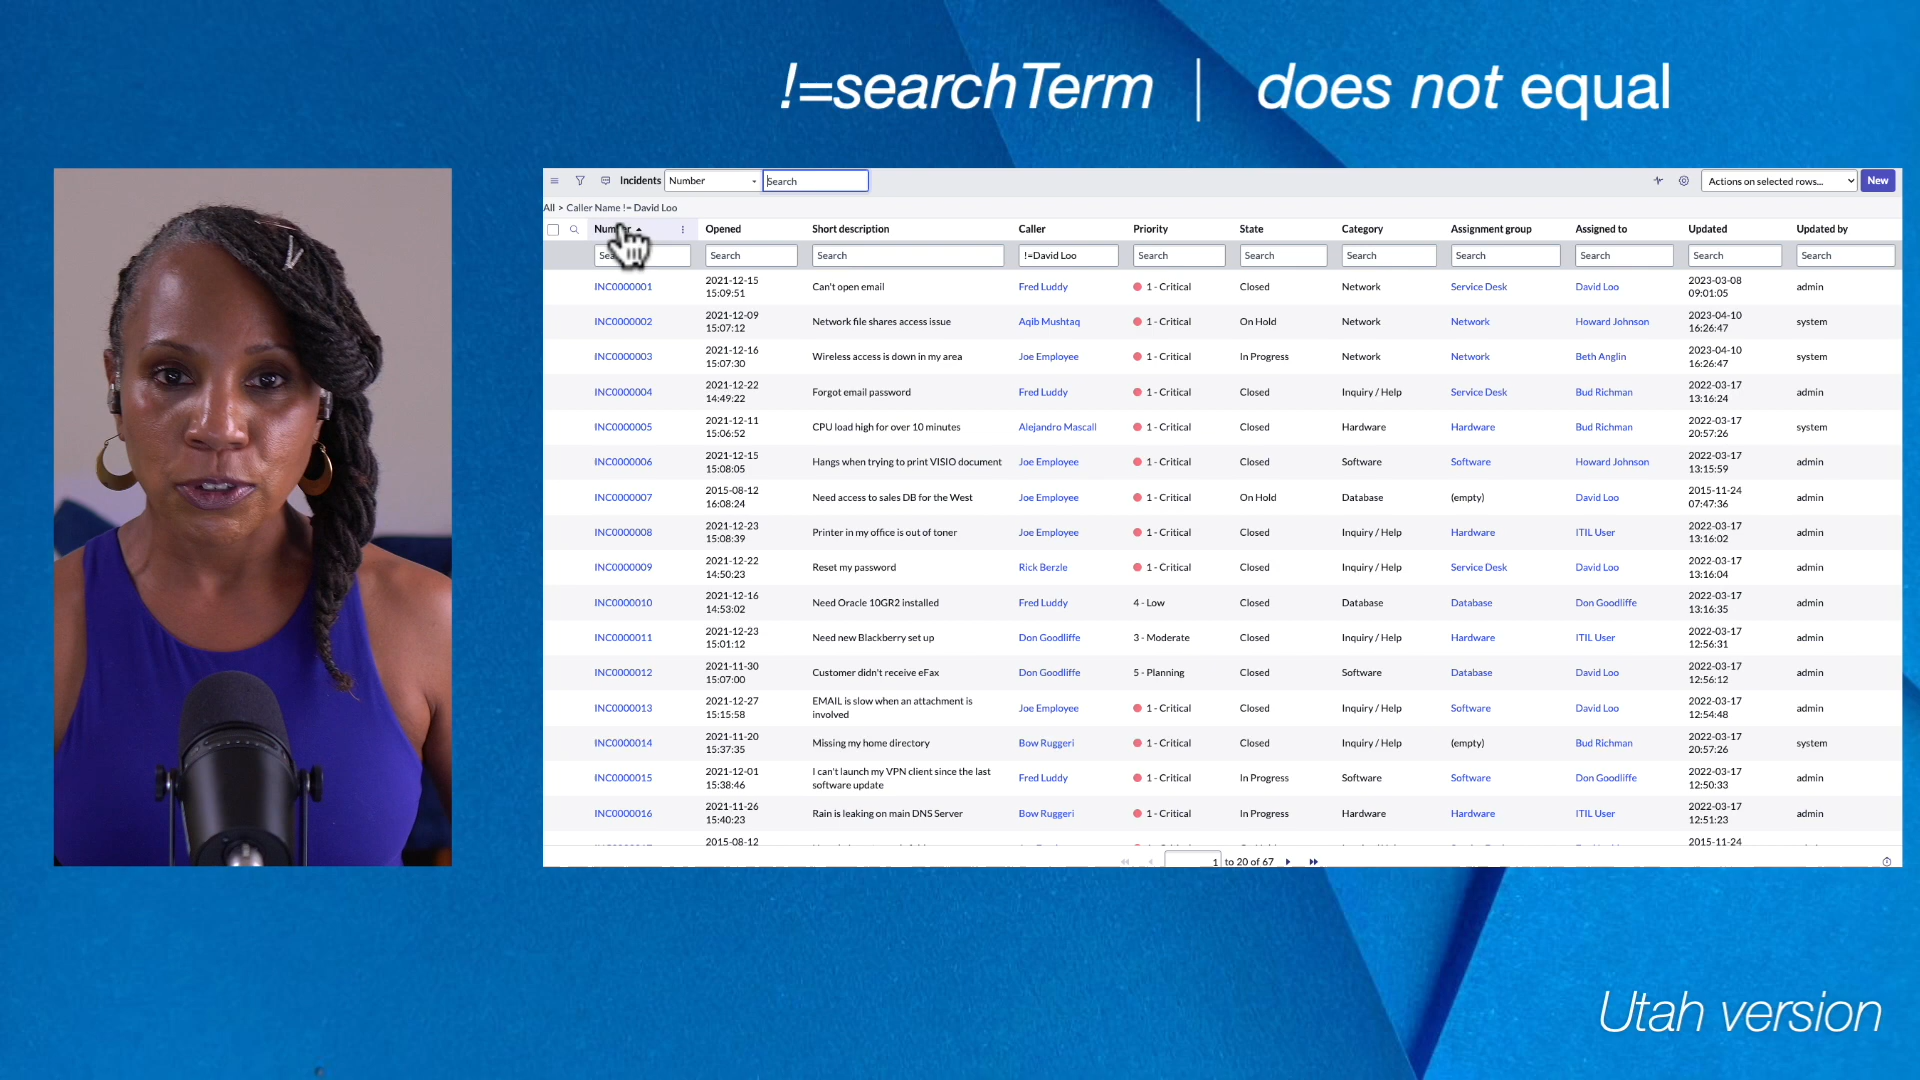 !=searchTerm | does not equal
Incidents Number Search Actions on selected rows... New
All > Caller Name != David Loo
Number Opened Short description Caller Priority State Category Assignment group Assigned to Updated Updated by
Search Search !=David Loo Search Search Search Search Search Search Search
INC0000001 2021-12-15 15:09:51 Can't open email Fred Luddy 1 - Critical Closed Network Service Desk David Loo 2023-03-08 09:01:05 admin
INC0000002 2021-12-09 15:07:12 Network file shares access issue Aqib Mushtaq 1 - Critical On Hold Network Network Howard Johnson 2023-04-10 16:26:47 system
INC0000003 2021-12-16 15:07:30 Wireless access is down in my area Joe Employee 1 - Critical In Progress Network Network Beth Anglin 2023-04-10 16:26:47 system
INC0000004 2021-12-22 14:49:22 Forgot email password Fred Luddy 1 - Critical Closed Inquiry / Help Service Desk Bud Richman 2022-03-17 13:16:24 admin
INC0000005 2021-12-11 15:06:52 CPU load high for over 10 minutes Alejandro Mascall 1 - Critical Closed Hardware Hardware Bud Richman 2022-03-17 20:57:26 system
INC0000006 2021-12-15 15:08:05 Hangs when trying to print VISIO document Joe Employee 1 - Critical Closed Software Software Howard Johnson 2022-03-17 13:15:59 admin
INC0000007 2015-08-12 16:08:24 Need access to sales DB for the West Joe Employee 1 - Critical On Hold Database (empty) David Loo 2015-11-24 07:47:36 admin
INC0000008 2021-12-23 15:08:39 Printer in my office is out of toner Joe Employee 1 - Critical Closed Inquiry / Help Hardware ITIL User 2022-03-17 13:16:02 admin
INC0000009 2021-12-22 14:50:23 Reset my password Rick Berzle 1 - Critical Closed Inquiry / Help Service Desk David Loo 2022-03-17 13:16:04 admin
INC0000010 2021-12-16 14:53:02 Need Oracle 10GR2 installed Fred Luddy 4 - Low Closed Database Database Don Goodliffe 2022-03-17 13:16:35 admin
INC0000011 2021-12-23 15:01:12 Need new Blackberry set up Don Goodliffe 3 - Moderate Closed Inquiry / Help Hardware ITIL User 2022-03-17 12:56:31 admin
INC0000012 2021-11-30 15:07:00 Customer didn't receive eFax Don Goodliffe 5 - Planning Closed Software Database David Loo 2022-03-17 12:56:12 admin
INC0000013 2021-12-27 15:15:58 EMAIL is slow when an attachment is involved Joe Employee 1 - Critical Closed Inquiry / Help Software David Loo 2022-03-17 12:54:48 admin
INC0000014 2021-11-20 15:37:35 Missing my home directory Bow Ruggeri 1 - Critical Closed Inquiry / Help (empty) Bud Richman 2022-03-17 20:57:26 system
INC0000015 2021-12-01 15:38:46 I can't launch my VPN client since the last software update Fred Luddy 1 - Critical In Progress Software Software Don Goodliffe 2022-03-17 12:50:33 admin
INC0000016 2021-11-26 15:40:23 Rain is leaking on main DNS Server Bow Ruggeri 1 - Critical In Progress Hardware Hardware ITIL User 2022-03-17 12:51:23 admin
2015-08-12 2015-11-24
1 to 20 of 67
Utah version